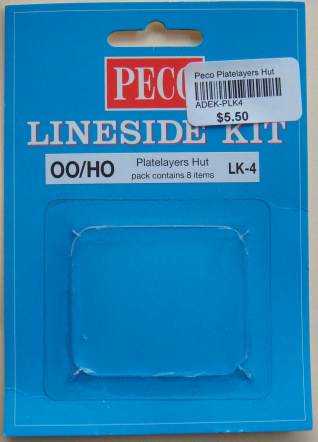 PECO
Peco Platelayers Hut
ADEK-PLK4
$5.50
LINESIDE KIT
OO/HO
Platelayers Hut
pack contains 8 items
LK-4